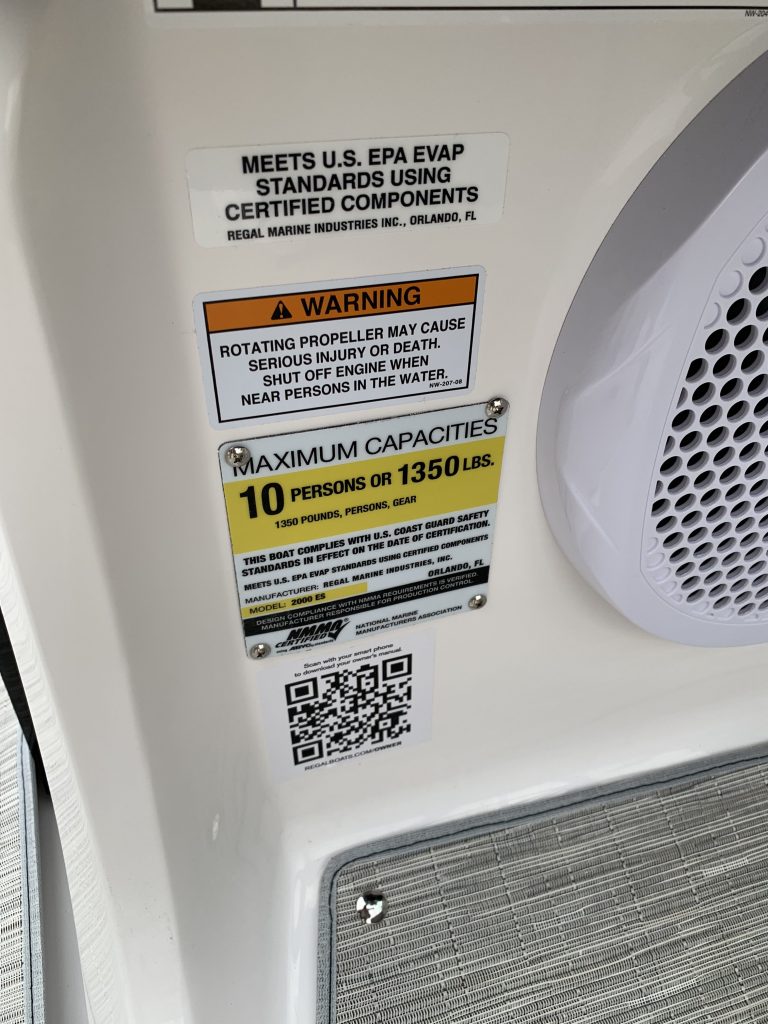 NW-204
MEETS U.S. EPA EVAP
STANDARDS USING
CERTIFIED COMPONENTS
REGAL MARINE INDUSTRIES INC., ORLANDO, FL
WARNING
ROTATING PROPELLER MAY CAUSE
SERIOUS INJURY OR DEATH.
SHUT OFF ENGINE WHEN
NEAR PERSONS IN THE WATER.
NW-207-08
MAXIMUM CAPACITIES
10 PERSONS OR 1350 LBS.
1350 POUNDS, PERSONS, GEAR
THIS BOAT COMPLIES WITH U.S. COAST GUARD SAFETY
STANDARDS IN EFFECT ON THE DATE OF CERTIFICATION.
MEETS U.S. EPA EVAP STANDARDS USING CERTIFIED COMPONENTS
MANUFACTURER: REGAL MARINE INDUSTRIES, INC.
ORLANDO, FL
MODEL: 2000 ES
DESIGN COMPLIANCE WITH NMMA REQUIREMENTS IS VERIFIED.
MANUFACTURER RESPONSIBLE FOR PRODUCTION CONTROL.
NMMA
CERTIFIED
NATIONAL MARINE
MANUFACTURERS ASSOCIATION
Scan with your smart phone
to download your owner's manual.
REGALBOATS.COM/OWNER